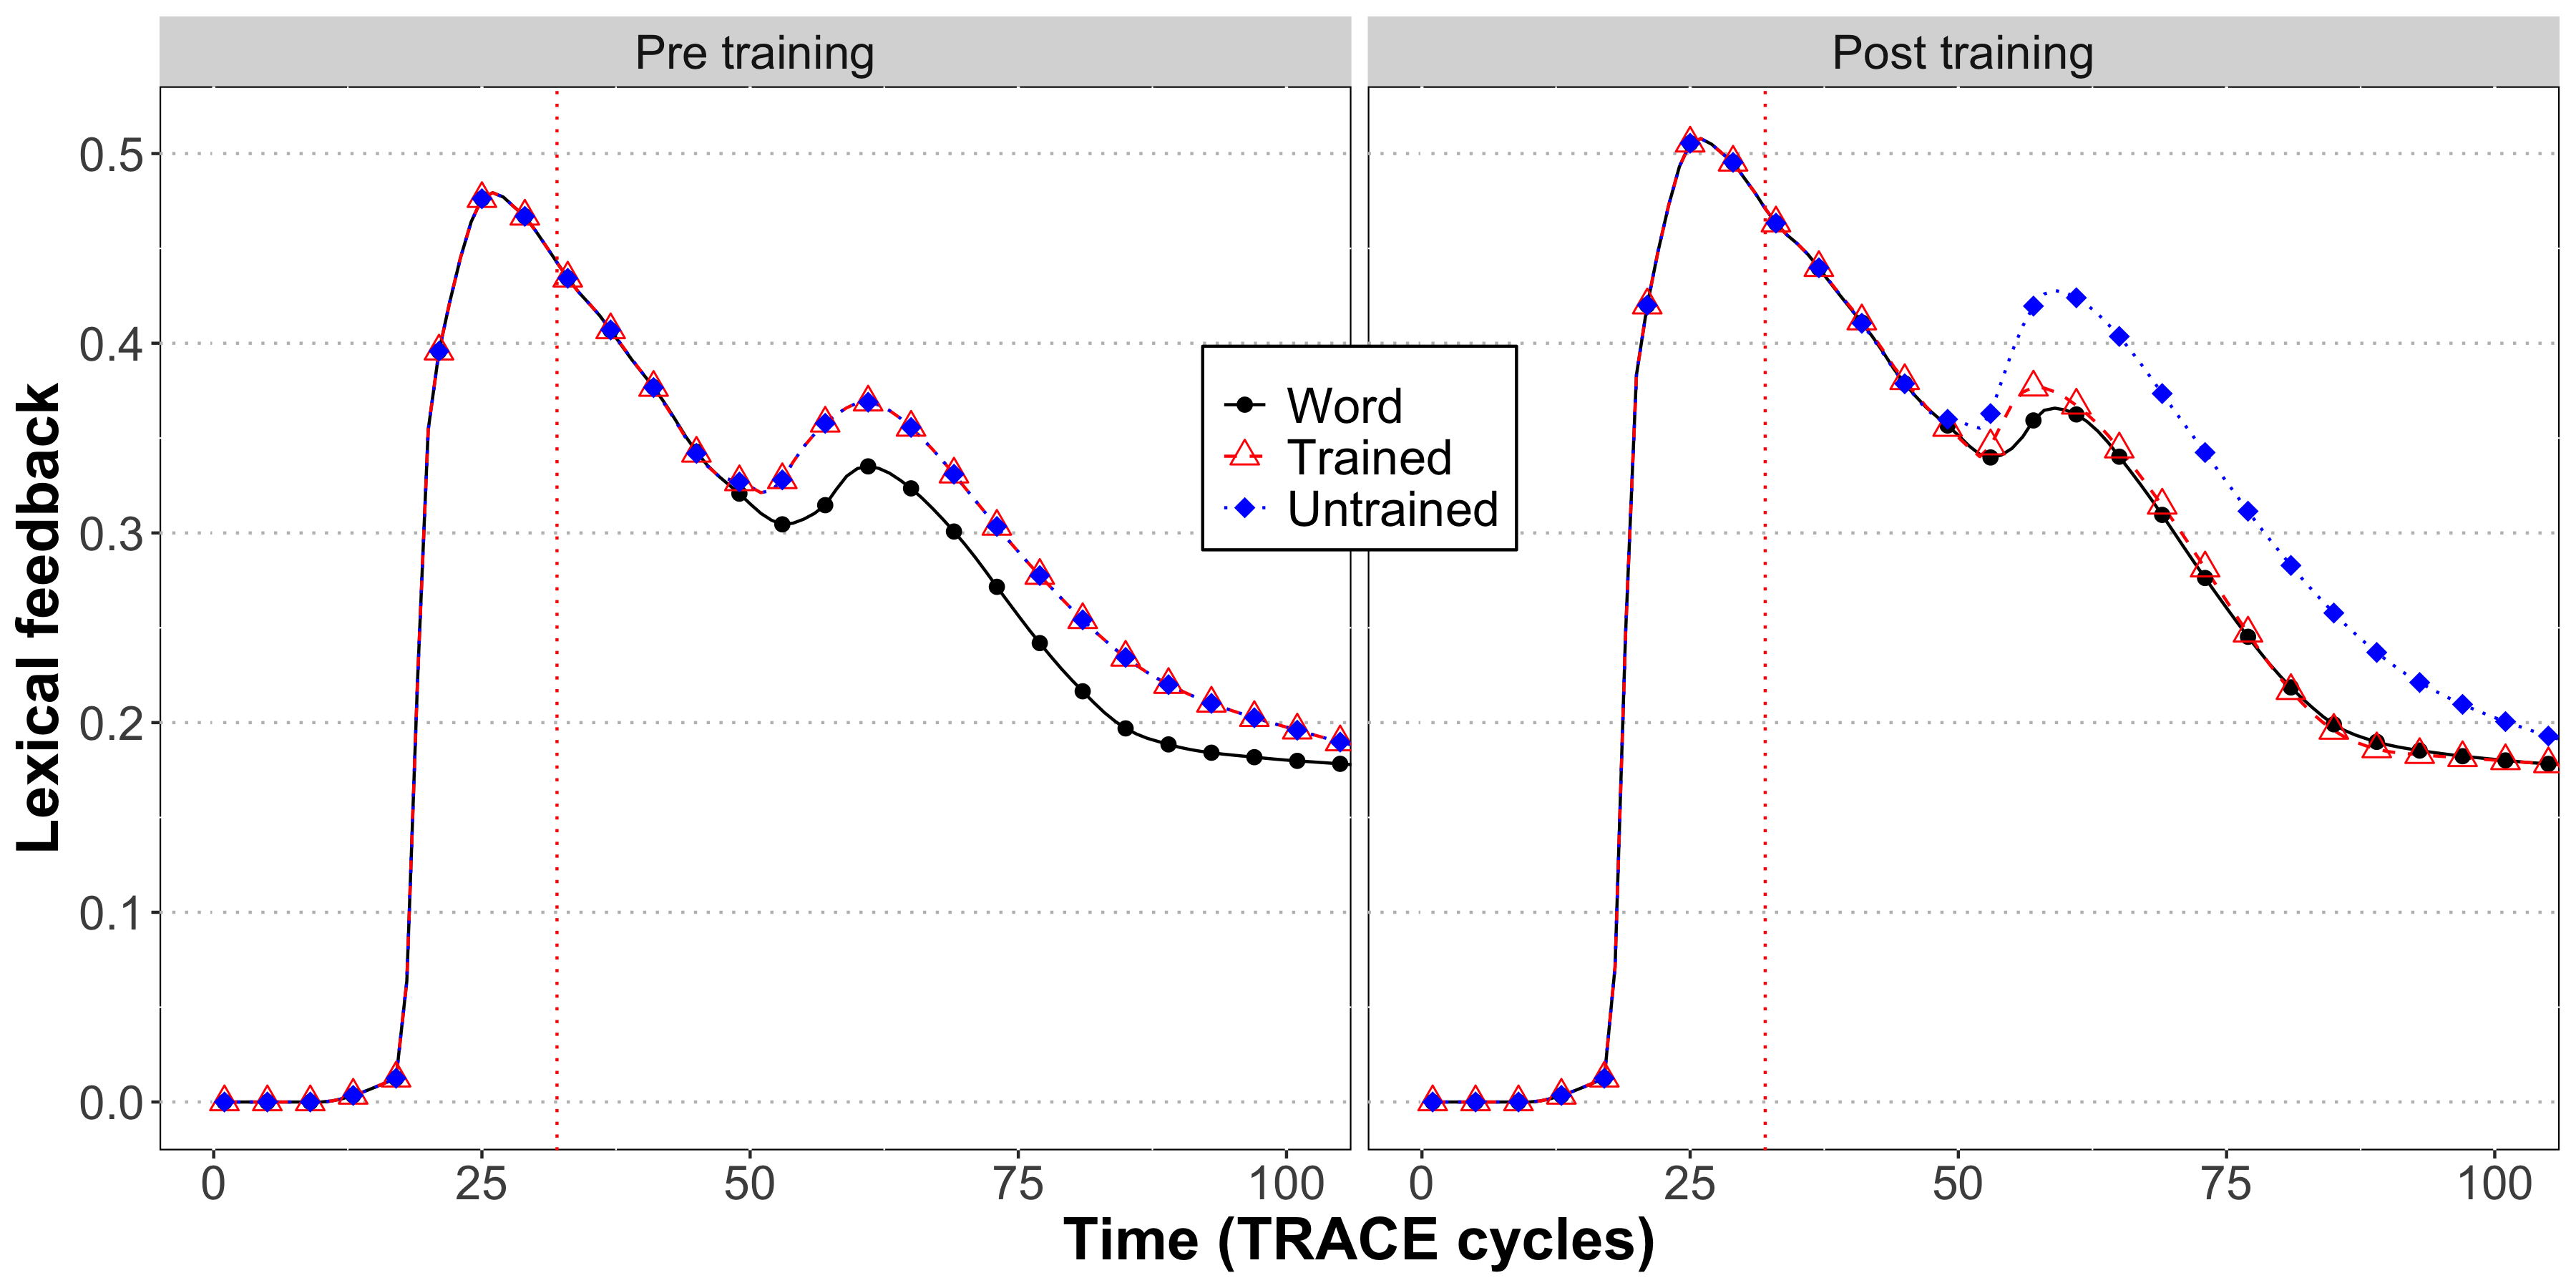 Pre training
Post training
Lexical feedback
0.5
0.4
0.3
0.2
0.1
0.0
Word
Trained
Untrained
0 25 50 75 100
0 25 50 75 100
Time (TRACE cycles)